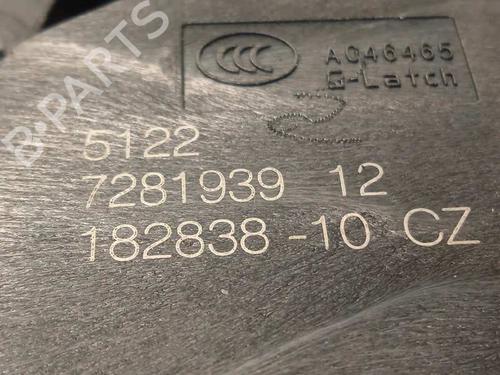 B-PARTS
CCC
A046465
G-Latch
5122
7281939 12
182838-10 CZ